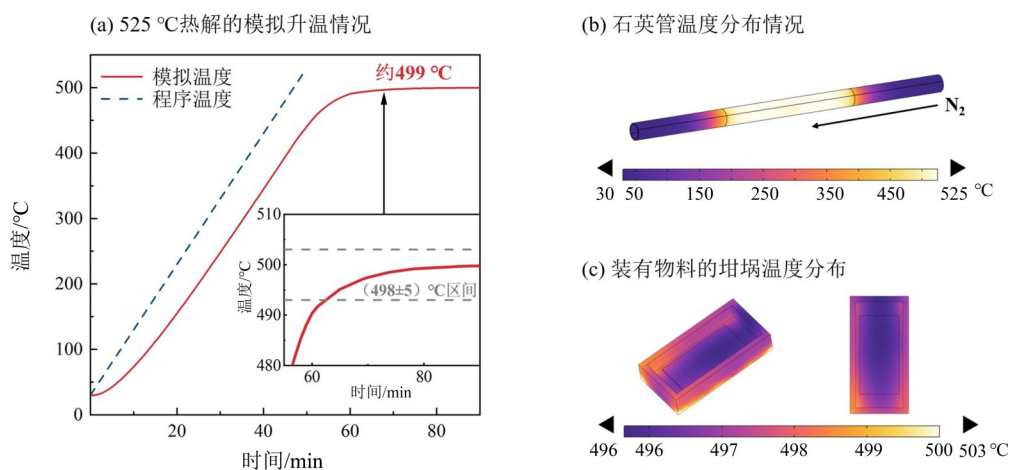 (a) 525 ℃热解的模拟升温情况
模拟温度
程序温度
约499 ℃
500
400
300
200
100
0
温度/℃
20
40
60
80
时间/min
510
500
490
480
温度/℃
(498±5) ℃区间
60
80
时间/min
(b) 石英管温度分布情况
N2
30 50 150 250 350 450 525 ℃
(c) 装有物料的坩埚温度分布
496 496 497 498 499 500 503 ℃